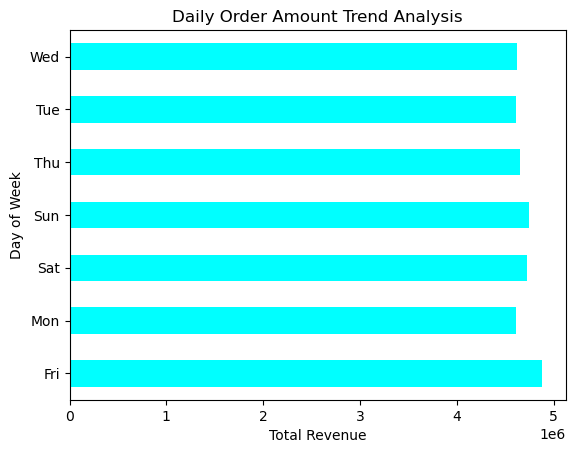 Daily Order Amount Trend Analysis
Wed
Tue
Thu
Sun
Sat
Mon
Fri
Day of Week
0 1 2 3 4 5
1e6
Total Revenue